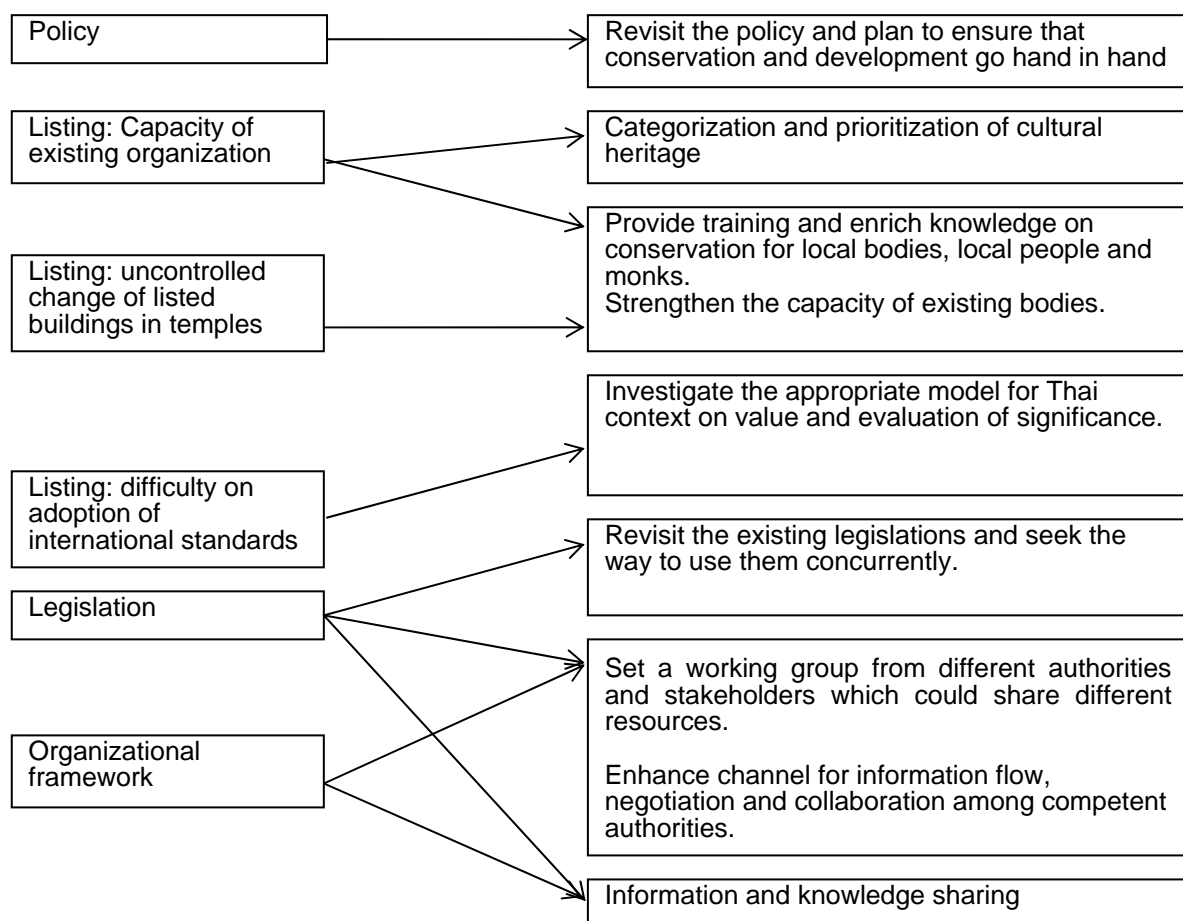 Policy
Revisit the policy and plan to ensure that
conservation and development go hand in hand
Listing: Capacity of
existing organization
Categorization and prioritization of cultural
heritage
Provide training and enrich knowledge on
conservation for local bodies, local people and
monks.
Strengthen the capacity of existing bodies.
Listing: uncontrolled
change of listed
buildings in temples
Investigate the appropriate model for Thai
context on value and evaluation of significance.
Listing: difficulty on
adoption of
international standards
Revisit the existing legislations and seek the
way to use them concurrently.
Legislation
Set a working group from different authorities
and stakeholders which could share different
resources.
Enhance channel for information flow,
negotiation and collaboration among competent
authorities.
Organizational
framework
Information and knowledge sharing